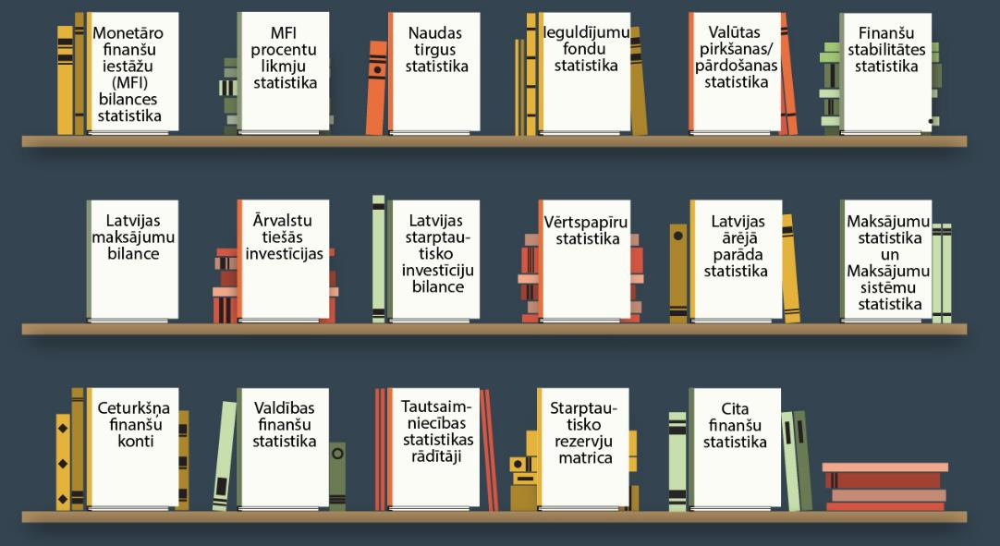 Monetāro
finanšu
iestāžu
(MFI)
bilances
statistika
MFI
procentu
likmju
statistika
Naudas
tirgus
statistika
Ieguldījumu
fondu
statistika
Valūtas
pirkšanas/
pārdošanas
statistika
Finanšu
stabilitātes
statistika
Latvijas
maksājumu
bilance
Ārvalstu
tiešās
investīcijas
Latvijas
starptau-
tisko
investīciju
bilance
Vērtspapīru
statistika
Latvijas
ārējā
parāda
statistika
Maksājumu
statistika
un
Maksājumu
sistēmu
statistika
Ceturkšņa
finanšu
konti
Valdības
finanšu
statistika
Tautsaim-
niecības
statistikas
rādītāji
Starptau-
tisko
rezervju
matrica
Cita
finanšu
statistika